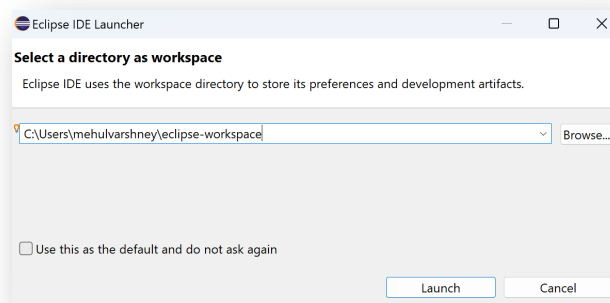 Eclipse IDE Launcher
Select a directory as workspace
Eclipse IDE uses the workspace directory to store its preferences and development artifacts.
C:\Users\mehulvarshney\eclipse-workspace
Browse...
Use this as the default and do not ask again
Launch
Cancel